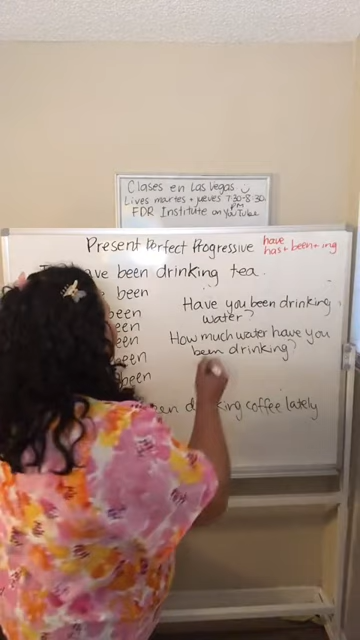 Clases en Las Vegas
Lives martes + jueves 7:30-8:30
PM
FDR Institute on YouTube
Present Perfect Progressive
have
has + been + ing
have been drinking tea.
been
been
been
been
been
been
Have you been drinking
water?
How much water have you
been drinking?
coffee lately